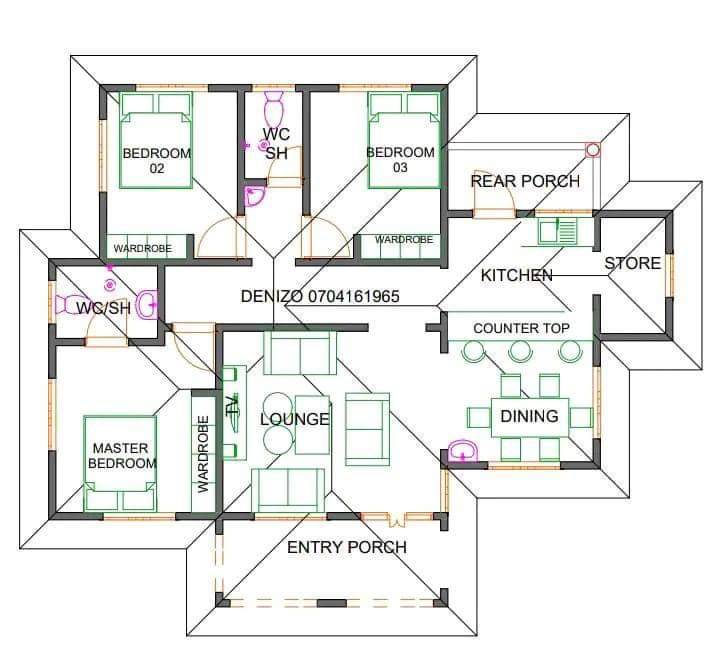 BEDROOM
02
WC
SH
BEDROOM
03
REAR PORCH
WARDROBE
WARDROBE
KITCHEN
STORE
DENIZO 0704161965
WC/SH
COUNTER TOP
TV
LOUNGE
DINING
MASTER
BEDROOM
WARDROBE
ENTRY PORCH